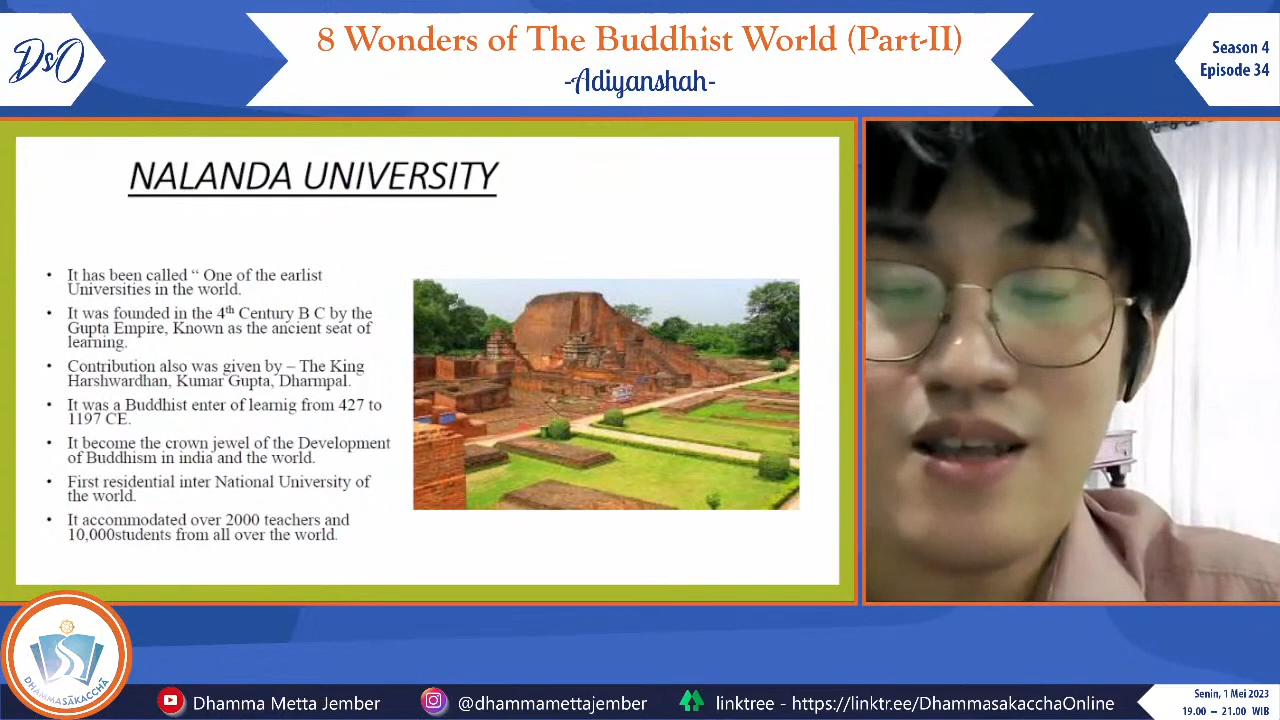 DsO
8 Wonders of The Buddhist World (Part-II)
-Adiyanshah-
Season 4
Episode 34
NALANDA UNIVERSITY
• It has been called “ One of the earlist
Universities in the world.
• It was founded in the 4th Century B C by the
Gupta Empire, Known as the ancient seat of
learning.
• Contribution also was given by – The King
Harshwardhan, Kumar Gupta, Dharmpal.
• It was a Buddhist enter of learnig from 427 to
1197 CE.
• It become the crown jewel of the Development
of Buddhism in india and the world.
• First residential inter National University of
the world.
• It accommodated over 2000 teachers and
10,000students from all over the world.
DHAMMASĀKACCHĀ
Dhamma Metta Jember
@dhammamettajember
linktree - https://linktr.ee/DhammasakacchaOnline
Senin, 1 Mei 2023
19.00 – 21.00 WIB